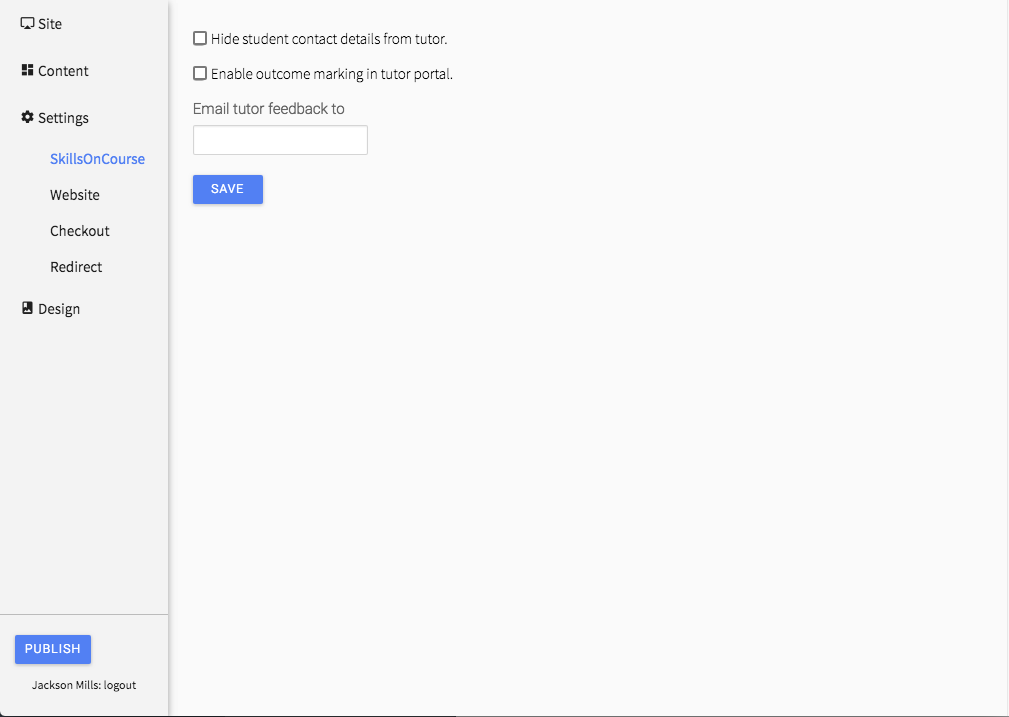 Site
Content
Settings
SkillsOnCourse
Website
Checkout
Redirect
Design
PUBLISH
Jackson Mills: logout
Hide student contact details from tutor.
Enable outcome marking in tutor portal.
Email tutor feedback to
SAVE